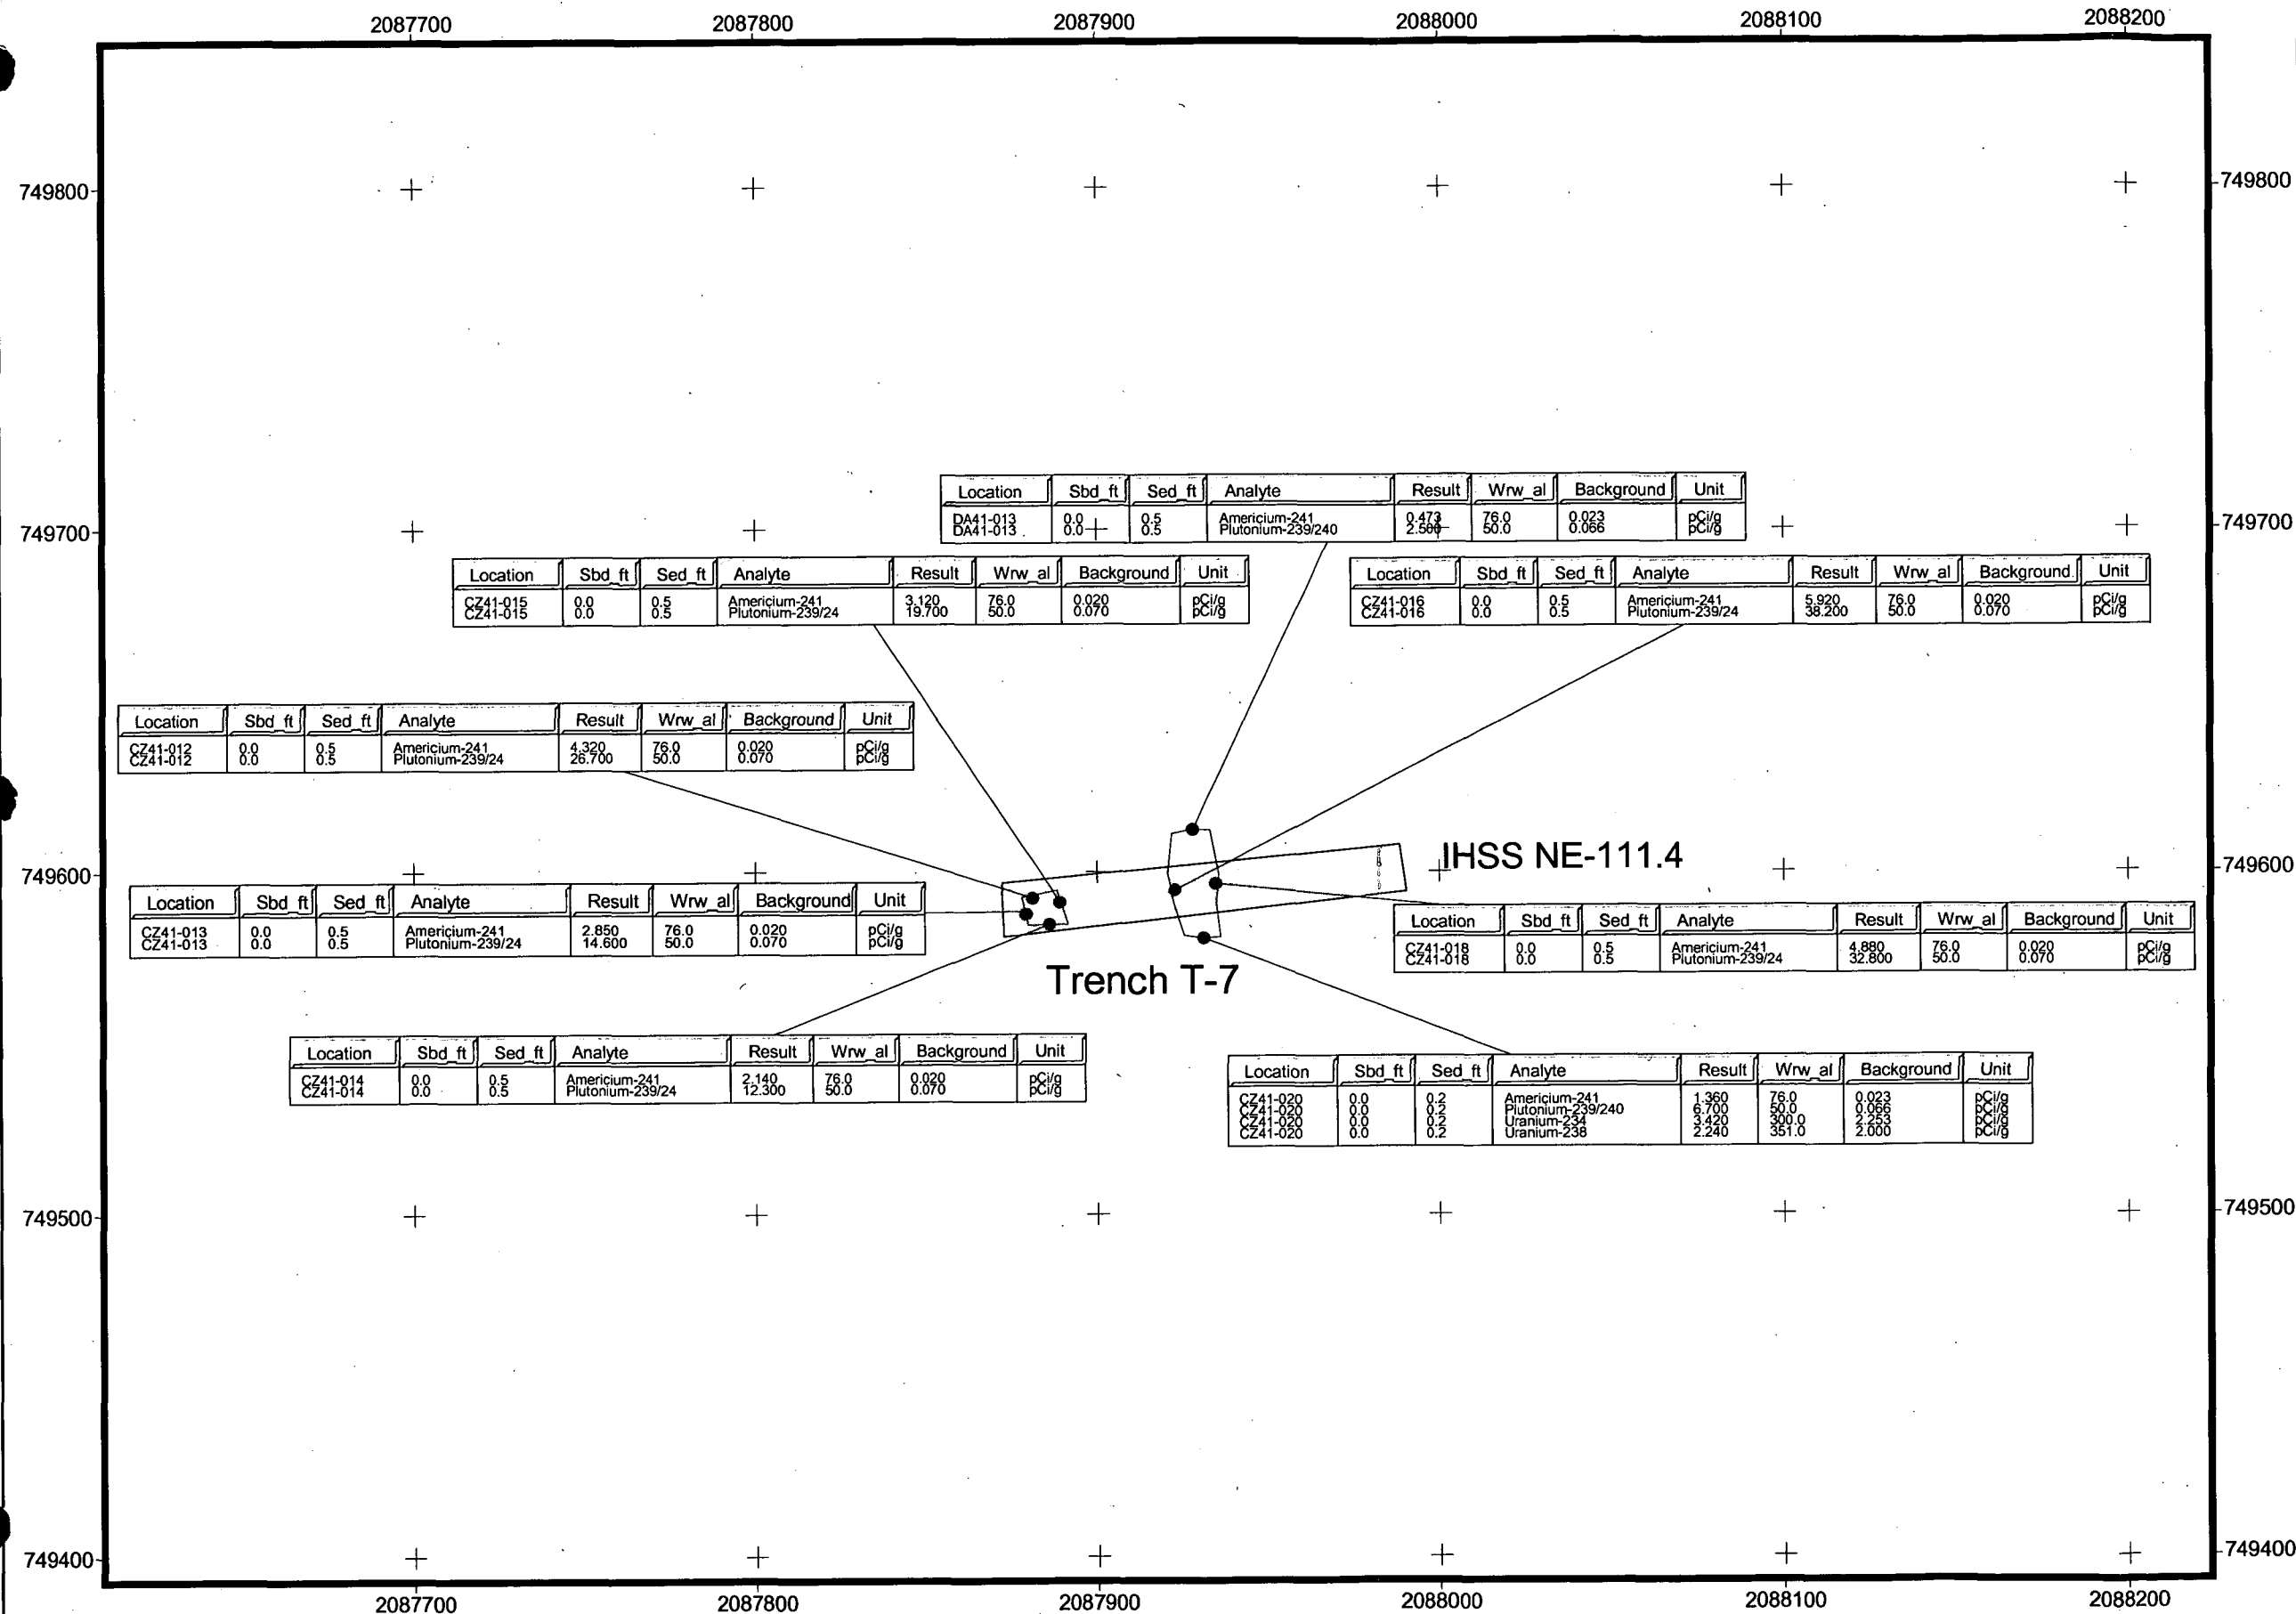 2087700 2087800 2087900 2088000 2088100 2088200
749800 749800
Location Sbd_ft Sed_ft Analyte Result Wrw_al Background Unit
DA41-013 0.0 0.5 Americium-241 0.473 76.0 0.023 pCi/g
DA41-013 0.0 0.5 Plutonium-239/240 2.500 50.0 0.066 pCi/g
749700 749700
Location Sbd_ft Sed_ft Analyte Result Wrw_al Background Unit
CZ41-015 0.0 0.5 Americium-241 3.120 76.0 0.020 pCi/g
CZ41-015 0.0 0.5 Plutonium-239/24 19.700 50.0 0.070 pCi/g
Location Sbd_ft Sed_ft Analyte Result Wrw_al Background Unit
CZ41-016 0.0 0.5 Americium-241 5.920 76.0 0.020 pCi/g
CZ41-016 0.0 0.5 Plutonium-239/24 38.200 50.0 0.070 pCi/g
Location Sbd_ft Sed_ft Analyte Result Wrw_al Background Unit
CZ41-012 0.0 0.5 Americium-241 4.320 76.0 0.020 pCi/g
CZ41-012 0.0 0.5 Plutonium-239/24 26.700 50.0 0.070 pCi/g
IHSS NE-111.4
749600 749600
Location Sbd_ft Sed_ft Analyte Result Wrw_al Background Unit
CZ41-013 0.0 0.5 Americium-241 2.850 76.0 0.020 pCi/g
CZ41-013 0.0 0.5 Plutonium-239/24 14.600 50.0 0.070 pCi/g
Location Sbd_ft Sed_ft Analyte Result Wrw_al Background Unit
CZ41-018 0.0 0.5 Americium-241 4.880 76.0 0.020 pCi/g
CZ41-018 0.0 0.5 Plutonium-239/24 32.800 50.0 0.070 pCi/g
Trench T-7
Location Sbd_ft Sed_ft Analyte Result Wrw_al Background Unit
CZ41-014 0.0 0.5 Americium-241 2.140 76.0 0.020 pCi/g
CZ41-014 0.0 0.5 Plutonium-239/24 12.300 50.0 0.070 pCi/g
Location Sbd_ft Sed_ft Analyte Result Wrw_al Background Unit
CZ41-020 0.0 0.2 Americium-241 1.360 76.0 0.023 pCi/g
CZ41-020 0.0 0.2 Plutonium-239/240 6.700 50.0 0.066 pCi/g
CZ41-020 0.0 0.2 Uranium-234 3.420 300.0 2.253 pCi/g
CZ41-020 0.0 0.2 Uranium-238 2.240 351.0 2.000 pCi/g
749500 749500
749400 749400
2087700 2087800 2087900 2088000 2088100 2088200